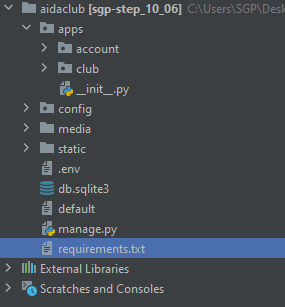 aidaclub [sgp-step_10_06] C:\Users\SGP\Desk
apps
account
club
__init__.py
config
media
static
.env
db.sqlite3
default
manage.py
requirements.txt
External Libraries
Scratches and Consoles